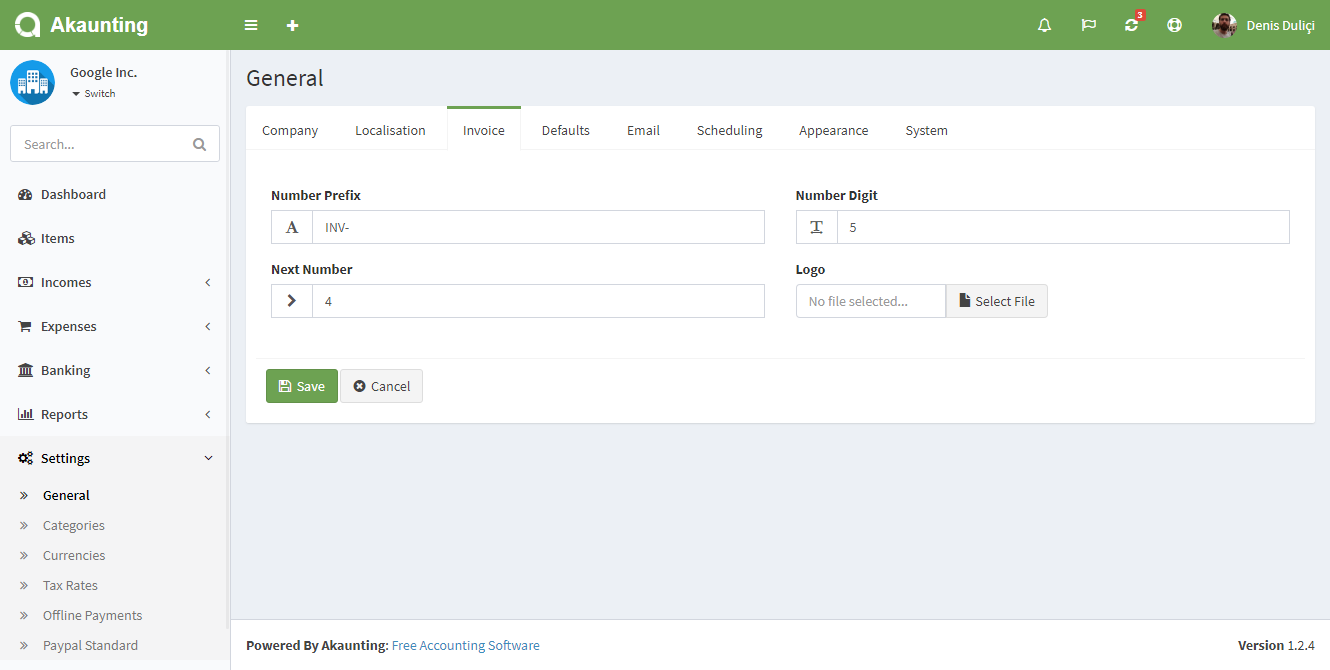 Akaunting
3
Denis Duliçi
Google Inc.
Switch
Search...
Dashboard
Items
Incomes
Expenses
Banking
Reports
Settings
General
Categories
Currencies
Tax Rates
Offline Payments
Paypal Standard
General
Company Localisation Invoice Defaults Email Scheduling Appearance System
Number Prefix Number Digit
INV- 5
Next Number Logo
4 No file selected... Select File
Save Cancel
Powered By Akaunting: Free Accounting Software Version 1.2.4